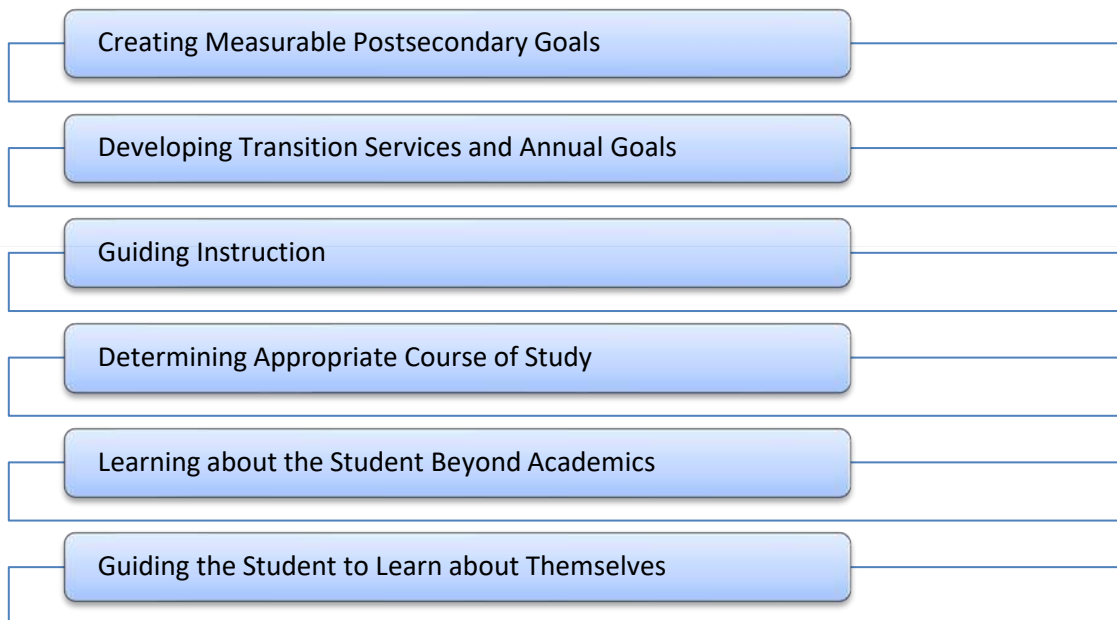 Creating Measurable Postsecondary Goals
Developing Transition Services and Annual Goals
Guiding Instruction
Determining Appropriate Course of Study
Learning about the Student Beyond Academics
Guiding the Student to Learn about Themselves